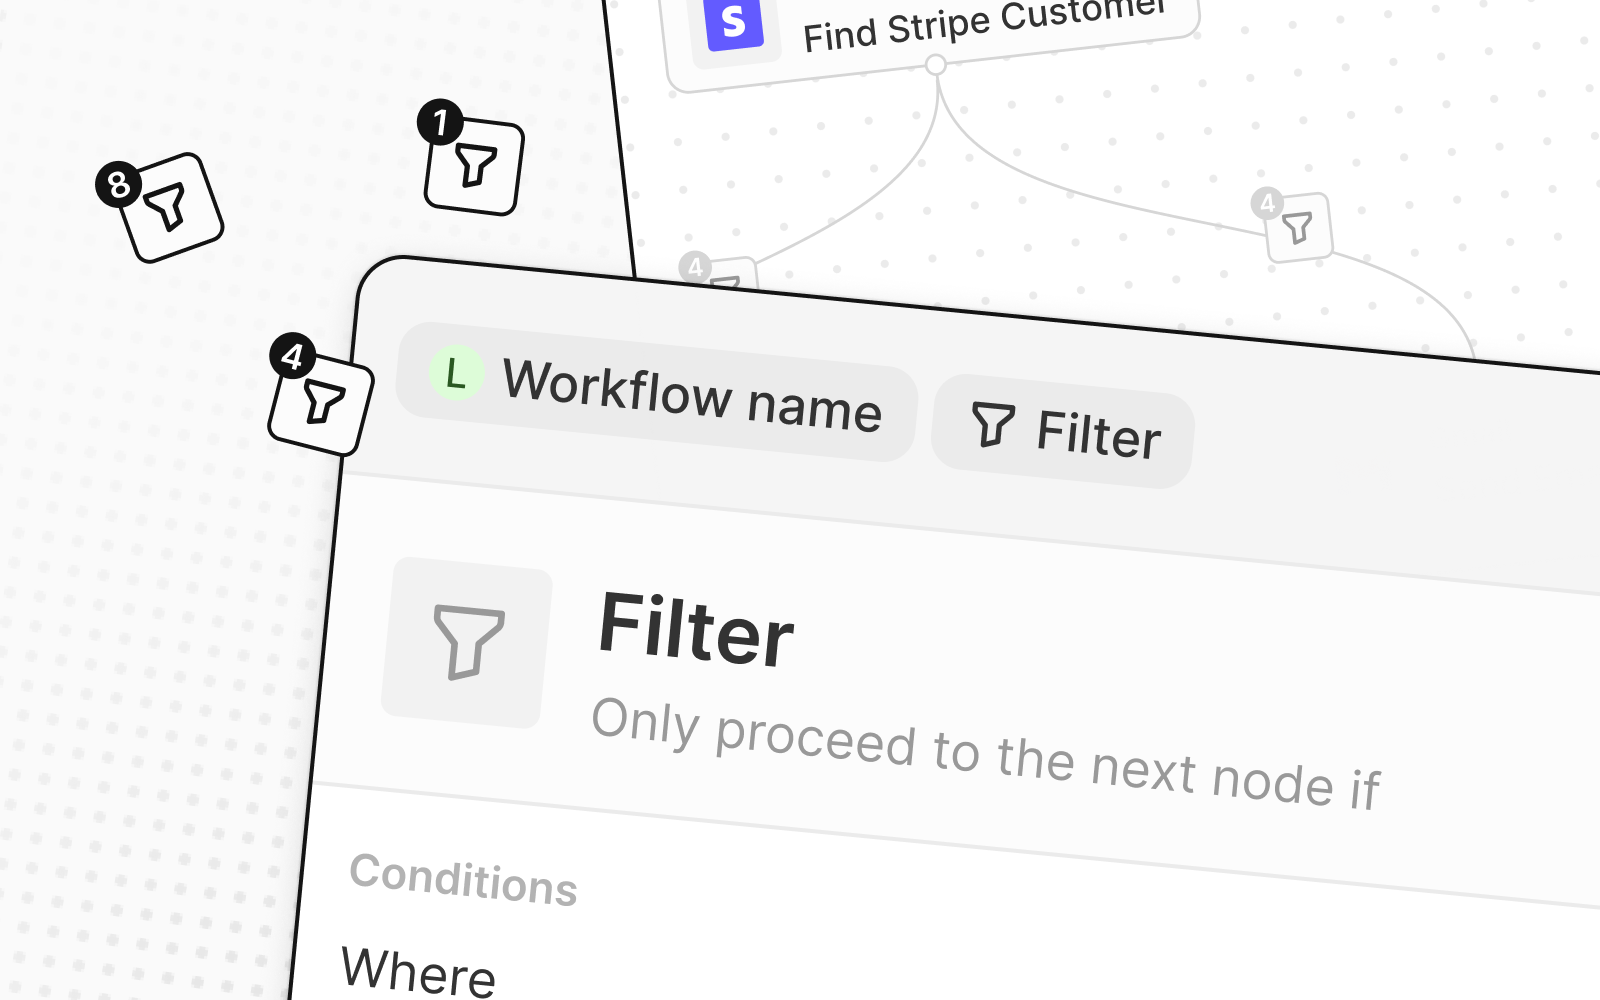 S
Find Stripe Customer
1
8
4
4
4
L Workflow name
Filter
Filter
Only proceed to the next node if
Conditions
Where